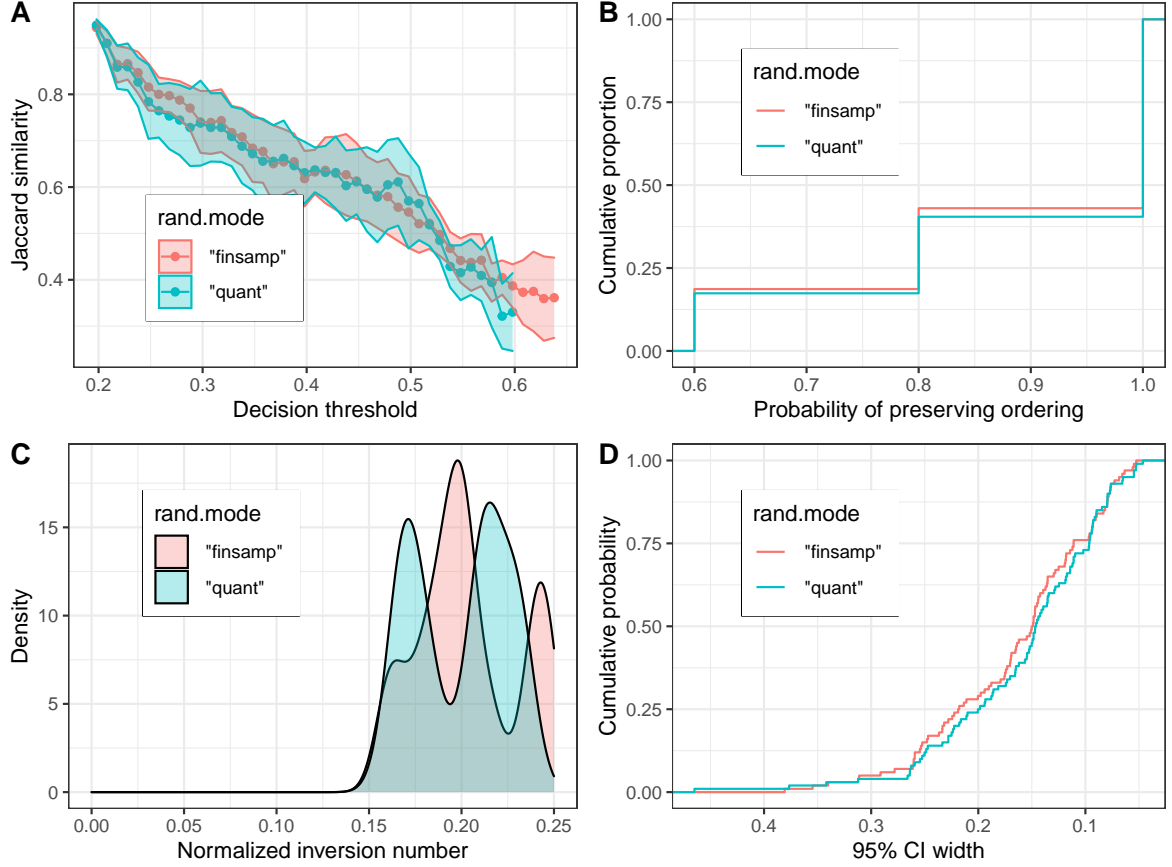 A
Jaccard similarity
0.8
0.6
0.4
rand.mode
"finsamp"
"quant"
0.2
0.3
0.4
0.5
0.6
Decision threshold
B
Cumulative proportion
1.00
0.75
0.50
0.25
0.00
rand.mode
"finsamp"
"quant"
0.6
0.7
0.8
0.9
1.0
Probability of preserving ordering
C
Density
15
10
5
0
rand.mode
"finsamp"
"quant"
0.00
0.05
0.10
0.15
0.20
0.25
Normalized inversion number
D
Cumulative probability
1.00
0.75
0.50
0.25
0.00
rand.mode
"finsamp"
"quant"
0.4
0.3
0.2
0.1
95% CI width